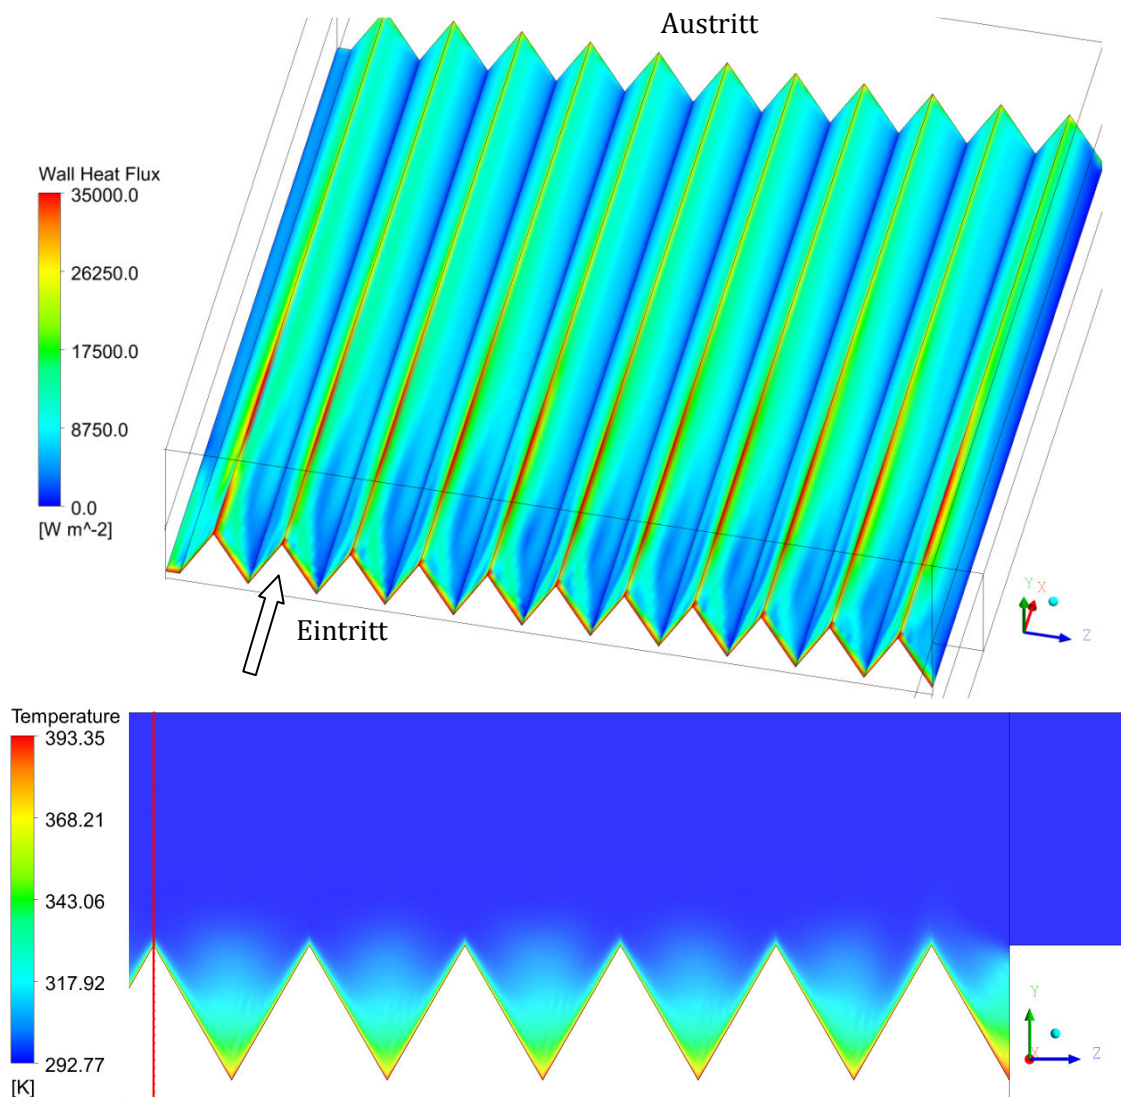 Austritt
Wall Heat Flux
35000.0
26250.0
17500.0
8750.0
0.0
[W m^-2]
Eintritt
Y
X
Z
Temperature
393.35
368.21
343.06
317.92
292.77
[K]
Y
X
Z